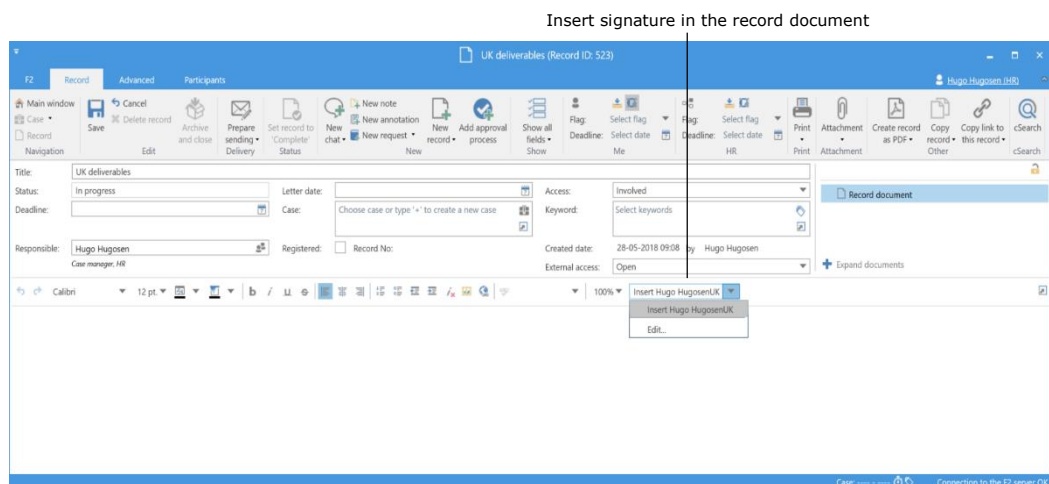 Insert signature in the record document
UK deliverables (Record ID: 523)
F2 Record Advanced Participants Hugo Hugosen (HR)
Main window Cancel New note Flag: Select flag Flag: Select flag
Case Save Delete record Archive and close Prepare sending Set record to 'Complete' New chat New annotation New record Add approval process Show all fields Print Attachment Create record as PDF Copy record Copy link to this record cSearch
Record New request Deadline: Select date Deadline: Select date
Navigation Edit Delivery Status New Show Me HR Print Attachment Other cSearch
Title: UK deliverables
Status: In progress Letter date: Access: Involved Record document
Deadline: Case: Choose case or type '+' to create a new case Keyword: Select keywords
Responsible: Hugo Hugosen Registered: Record No: Created date: 28-05-2018 09:08 by Hugo Hugosen
Case manager, HR External access: Open Expand documents
Calibri 12 pt. b i u 100% Insert Hugo HugosenUK
Insert Hugo HugosenUK
Edit...
Case: Connection to the F2 server OK